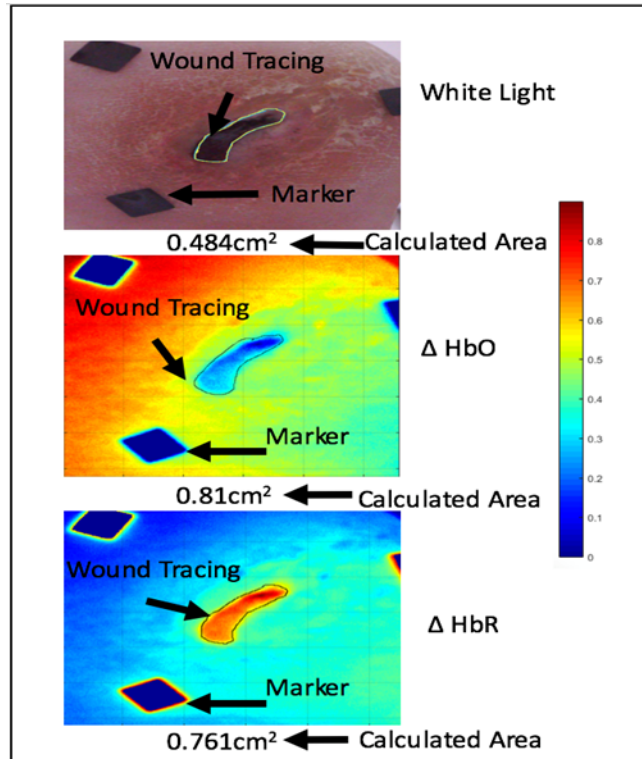 Wound Tracing
White Light
Marker
0.484cm² Calculated Area
Wound Tracing
Δ HbO
Marker
0.81cm² Calculated Area
Wound Tracing
Δ HbR
Marker
0.761cm² Calculated Area
0.8
0.7
0.6
0.5
0.4
0.3
0.2
0.1
0